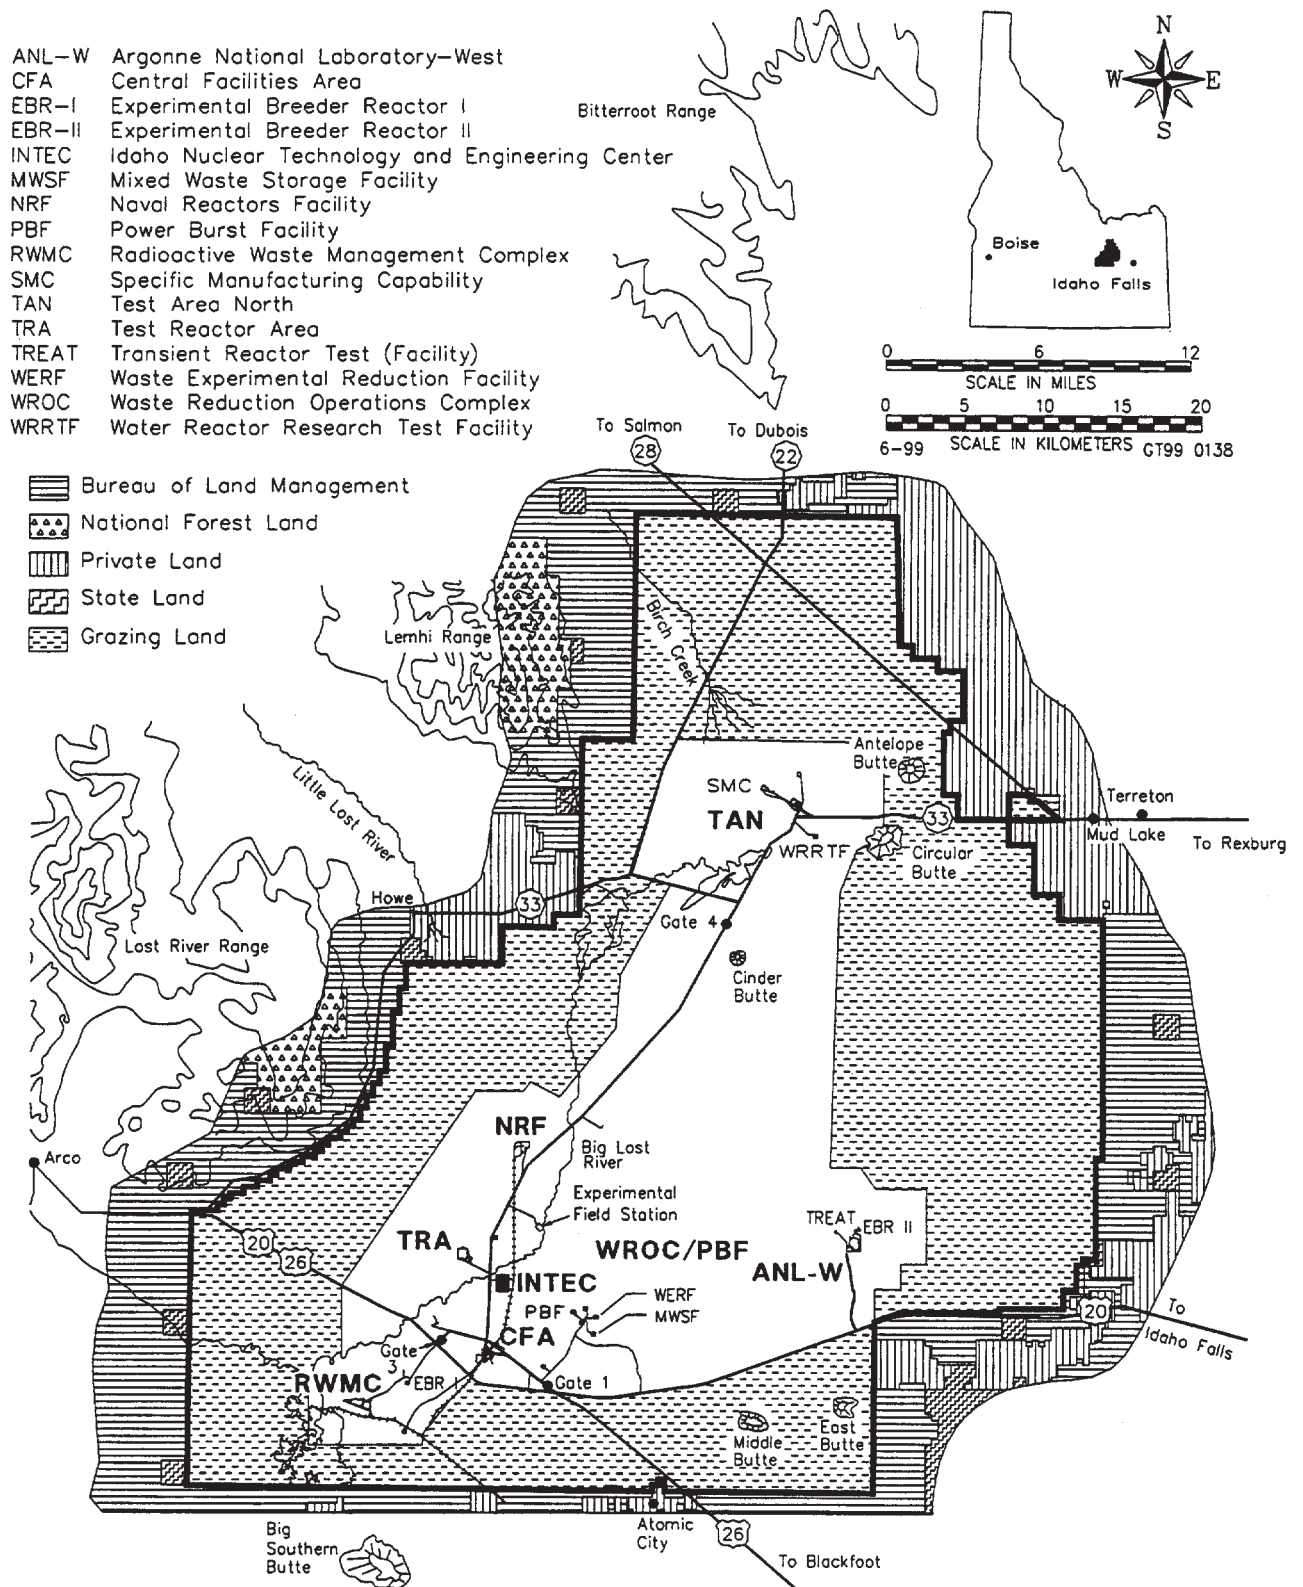 ANL-W Argonne National Laboratory-West
CFA Central Facilities Area
EBR-I Experimental Breeder Reactor I
EBR-II Experimental Breeder Reactor II
INTEC Idaho Nuclear Technology and Engineering Center
MWSF Mixed Waste Storage Facility
NRF Naval Reactors Facility
PBF Power Burst Facility
RWMC Radioactive Waste Management Complex
SMC Specific Manufacturing Capability
TAN Test Area North
TRA Test Reactor Area
TREAT Transient Reactor Test (Facility)
WERF Waste Experimental Reduction Facility
WROC Waste Reduction Operations Complex
WRRTF Water Reactor Research Test Facility
Bitterroot Range
N
W E
S
Boise
Idaho Falls
0 6 12
SCALE IN MILES
0 5 10 15 20
6-99 SCALE IN KILOMETERS GT99 0138
To Salmon
28
To Dubois
22
Bureau of Land Management
National Forest Land
Private Land
State Land
Grazing Land
Lemhi Range
Birch Creek
Little Lost River
Antelope
Butte
SMC
TAN
33
Terreton
Mud Lake
To Rexburg
WRRTF
Circular
Butte
Howe
33
Gate 4
Lost River Range
Cinder
Butte
NRF
Big Lost
River
Arco
Experimental
Field Station
20
26
TRA
WROC/PBF
TREAT
EBR II
ANL-W
INTEC
PBF
WERF
MWSF
CFA
20
To
Idaho Falls
Gate
3
RWMC
EBR I
Gate 1
Middle
Butte
East
Butte
Big
Southern
Butte
Atomic
City
26
To Blackfoot